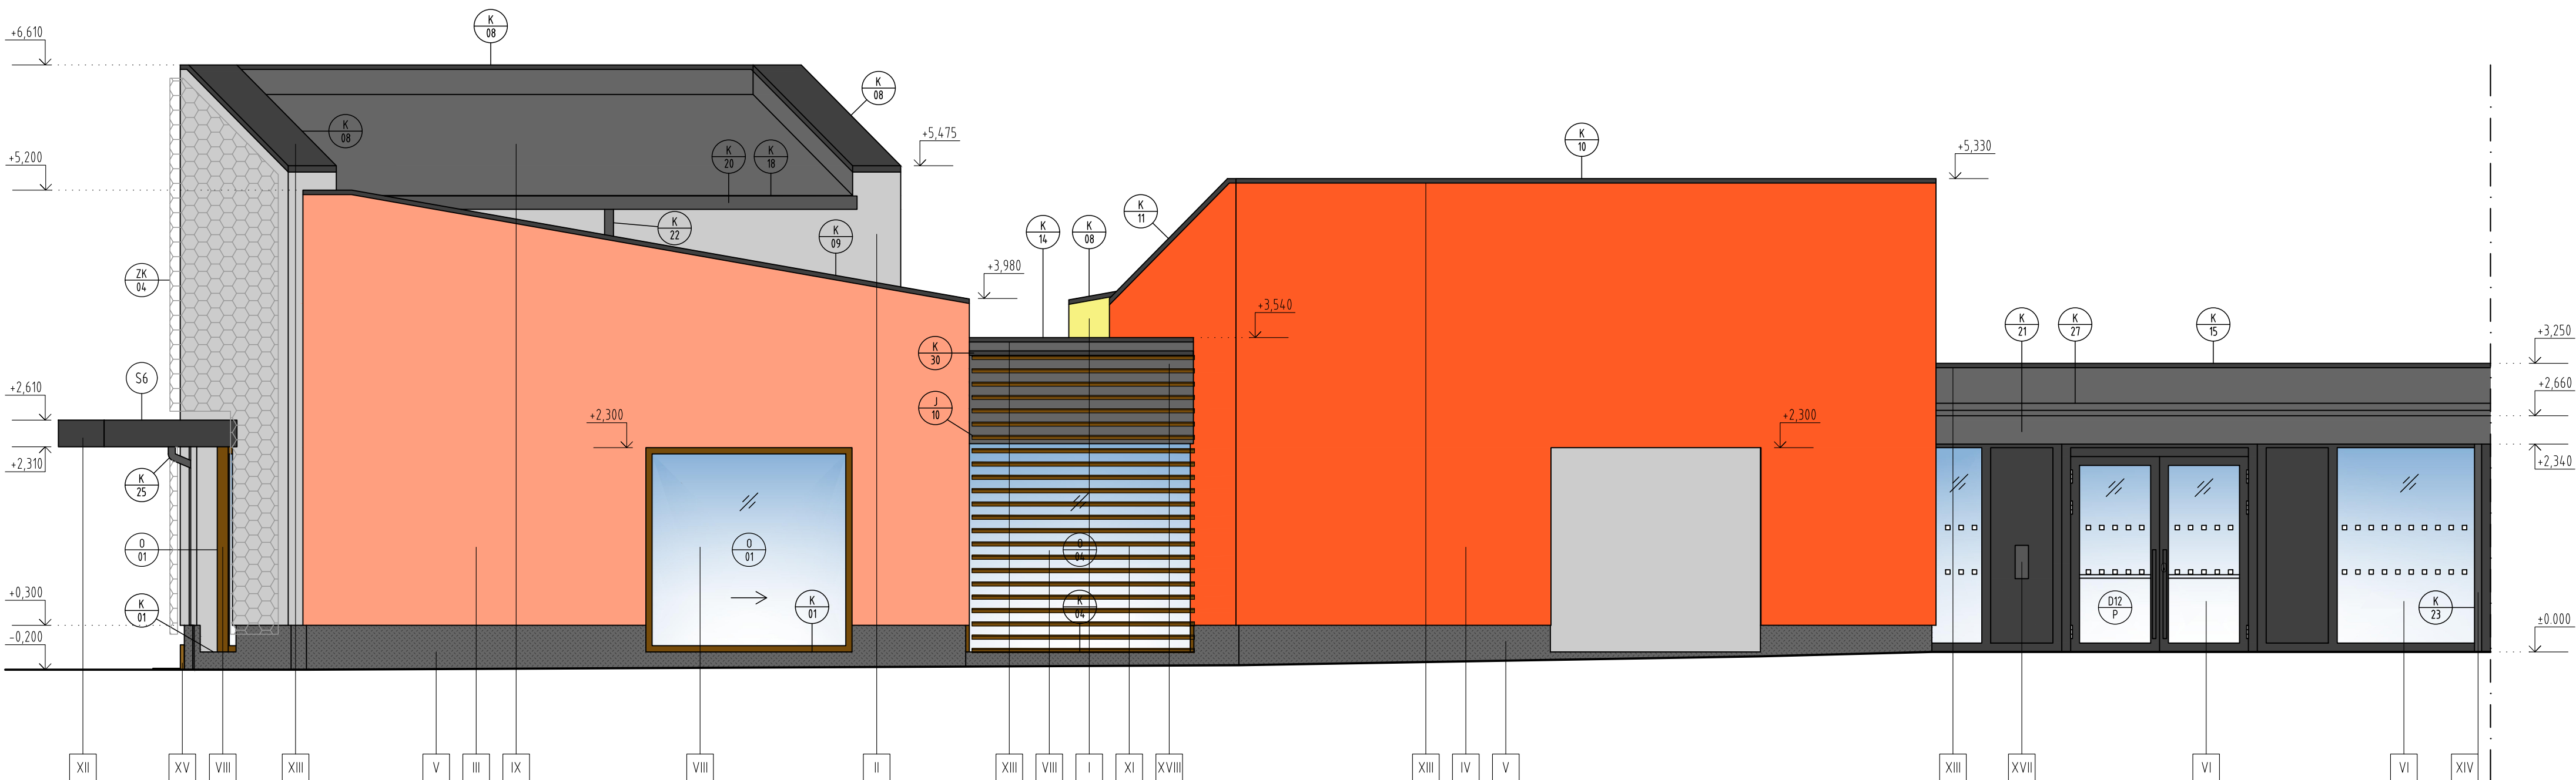 K
08
+6,610
K
08
K
08
+5,475
K
10
+5,330
+5,200
K
20
K
18
K
22
K
09
K
14
K
08
K
11
ZK
04
+3,980
+3,540
K
21
K
27
K
15
+3,250
K
30
S6
+2,610
J
10
+2,300
+2,300
+2,660
+2,310
+2,340
K
25
O
01
O
01
O
04
K
01
K
01
K
04
D12
P
K
23
+0,300
-0,200
±0.000
XII
XV
VIII
XIII
V
III
IX
VIII
II
XIII
VIII
I
XI
XVIII
XIII
IV
V
XIII
XVII
VI
VI
XIV